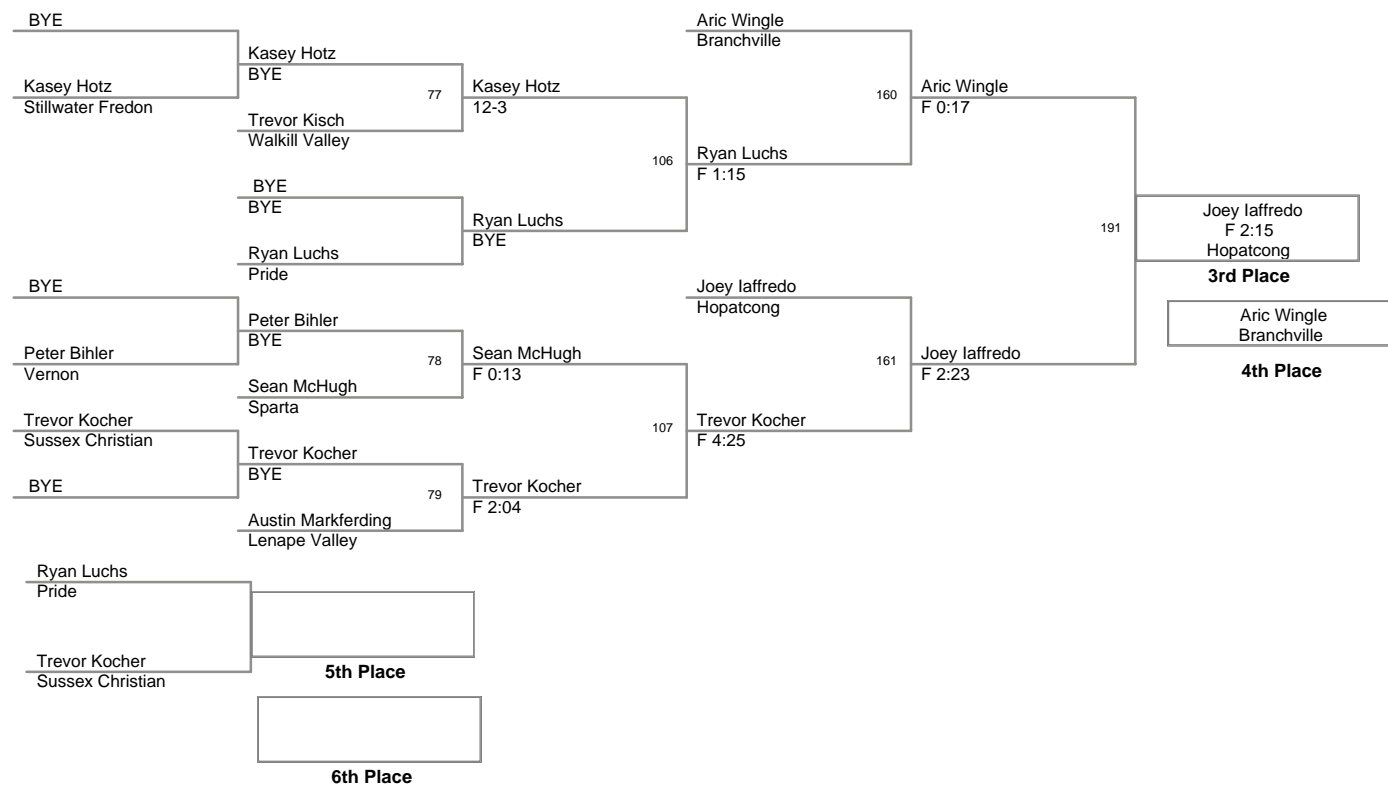 BYE
Kasey Hotz
Stillwater Fredon
Kasey Hotz
BYE
77
Trevor Kisch
Walkill Valley
Kasey Hotz
12-3
BYE
BYE
Ryan Luchs
Pride
Ryan Luchs
BYE
106
Ryan Luchs
F 1:15
Aric Wingle
Branchville
160
Aric Wingle
F 0:17
BYE
Peter Bihler
Vernon
Peter Bihler
BYE
78
Sean McHugh
Sparta
Sean McHugh
F 0:13
Trevor Kocher
Sussex Christian
BYE
Trevor Kocher
BYE
79
Austin Markferding
Lenape Valley
Trevor Kocher
F 2:04
107
Trevor Kocher
F 4:25
Joey Iaffredo
Hopatcong
161
Joey Iaffredo
F 2:23
191
Joey Iaffredo
F 2:15
Hopatcong
3rd Place
Aric Wingle
Branchville
4th Place
Ryan Luchs
Pride
Trevor Kocher
Sussex Christian
5th Place
6th Place